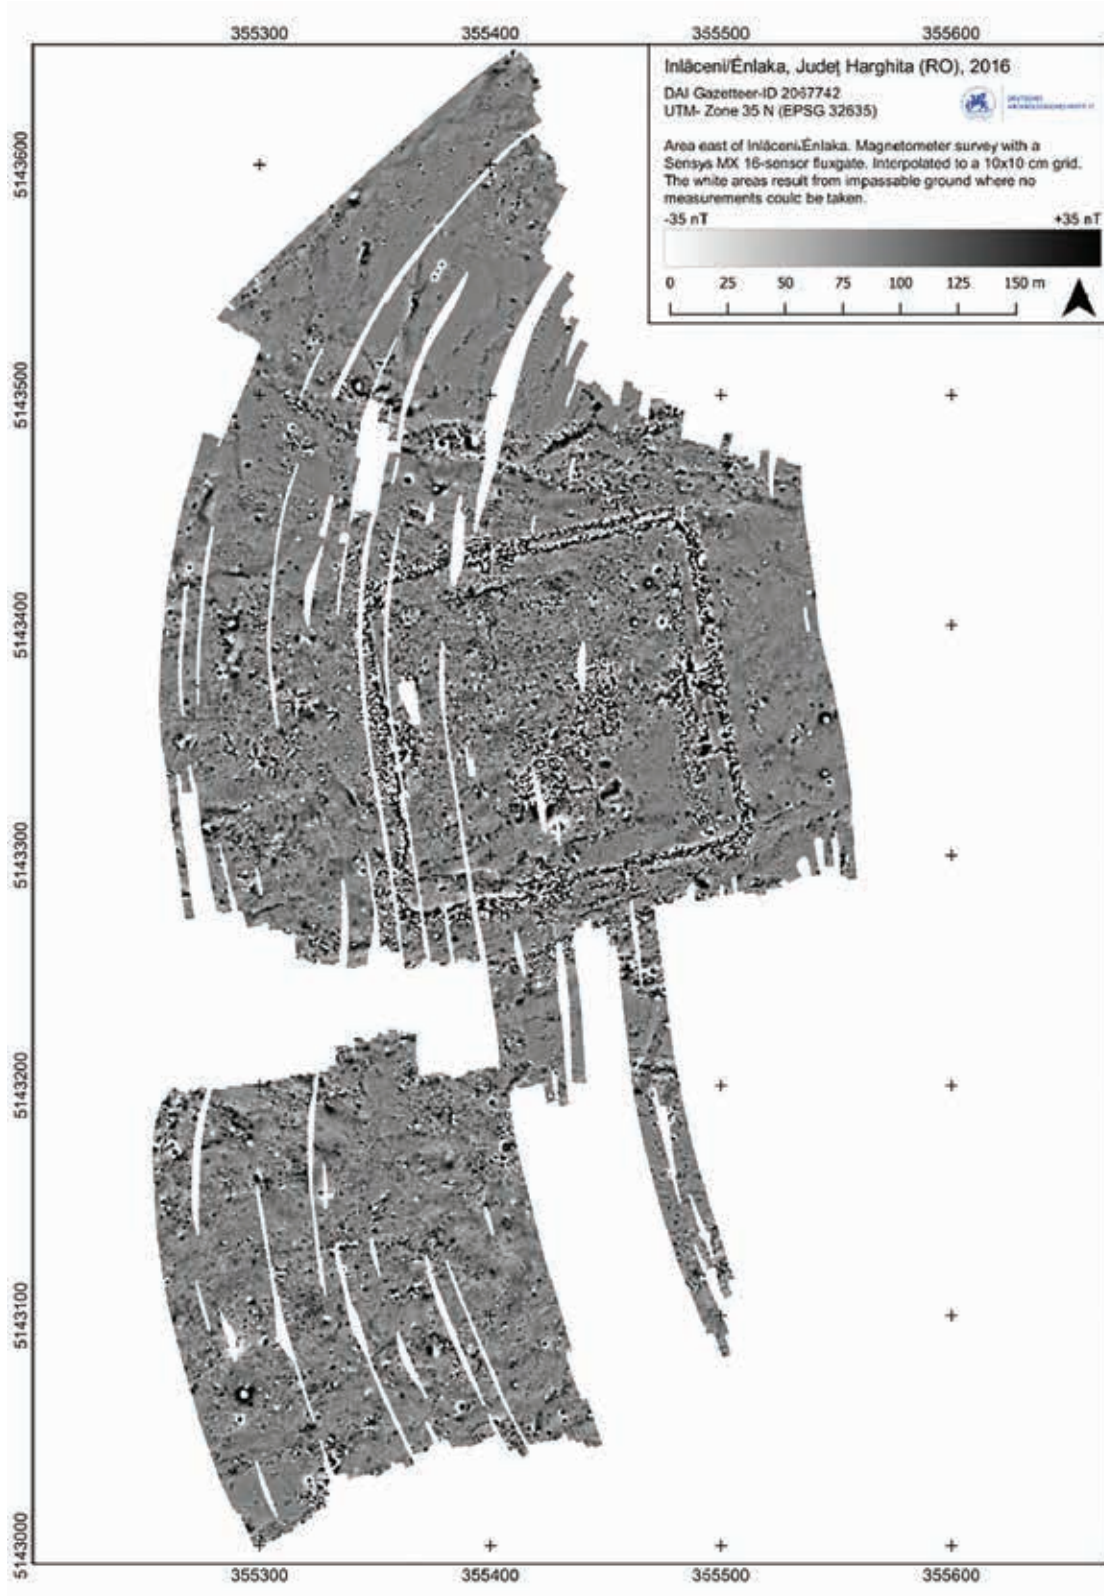 355300 355400 355500 355600
Inlăceni/Énlaka, Județ Harghita (RO), 2016
DAI Gazetteer-ID 2067742
UTM- Zone 35 N (EPSG 32635)
DEUTSCHES
ARCHÄOLOGISCHES INSTITUT
Area east of Inlăceni/Énlaka. Magnetometer survey with a
Sensys MX 16-sensor fluxgate. Interpolated to a 10x10 cm grid.
The white areas result from impassable ground where no
measurements could be taken.
-35 nT +35 nT
0 25 50 75 100 125 150 m
5143600
5143500
5143400
5143300
5143200
5143100
5143000
355300 355400 355500 355600